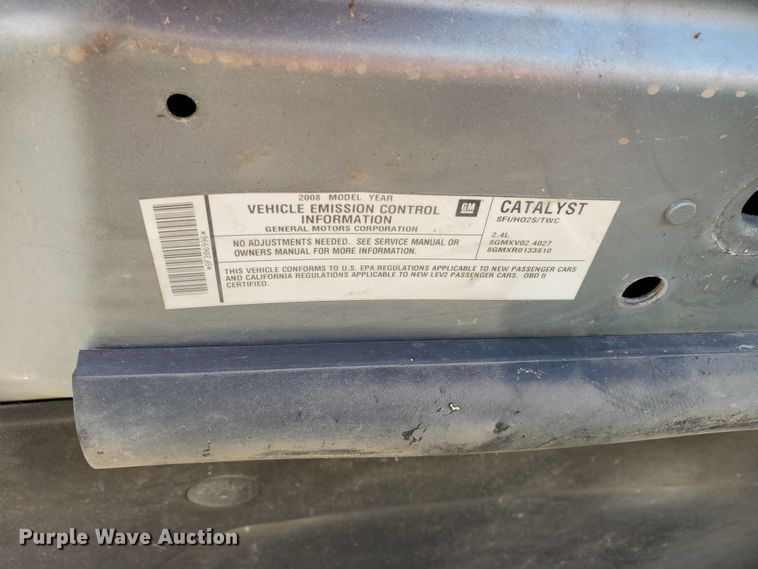 2008 MODEL YEAR
VEHICLE EMISSION CONTROL
INFORMATION
GENERAL MOTORS CORPORATION
GM
NO ADJUSTMENTS NEEDED. SEE SERVICE MANUAL OR
OWNERS MANUAL FOR MORE INFORMATION.
THIS VEHICLE CONFORMS TO U.S. EPA REGULATIONS APPLICABLE TO NEW PASSENGER CARS
AND CALIFORNIA REGULATIONS APPLICABLE TO NEW LEV2 PASSENGER CARS. OBD II
CERTIFIED.
CATALYST
SFI/HO2S/TWC
2.4L
8GMXV02.4027
8GMXR0133810
Purple Wave Auction